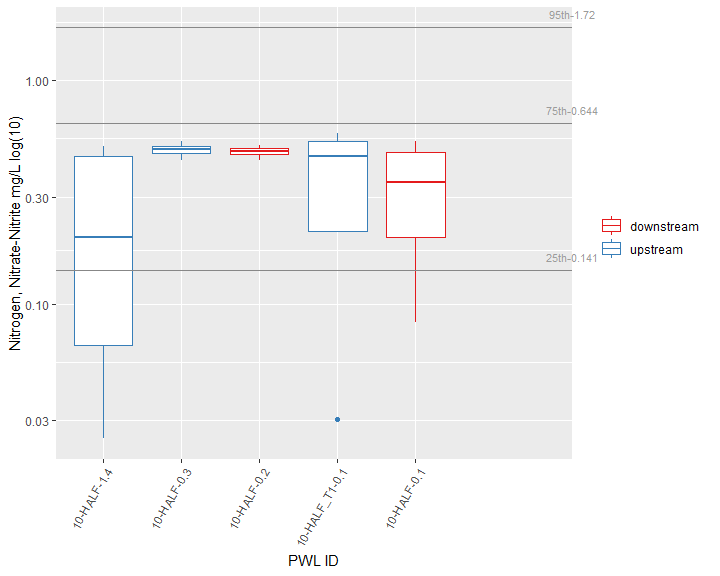 95th-1.72
1.00
75th-0.644
0.30
25th-0.141
0.10
0.03
Nitrogen, Nitrate-Nitrite mg/L log(10)
downstream
upstream
10-HALF-1.4
10-HALF-0.3
10-HALF-0.2
10-HALF_T1-0.1
10-HALF-0.1
PWL ID